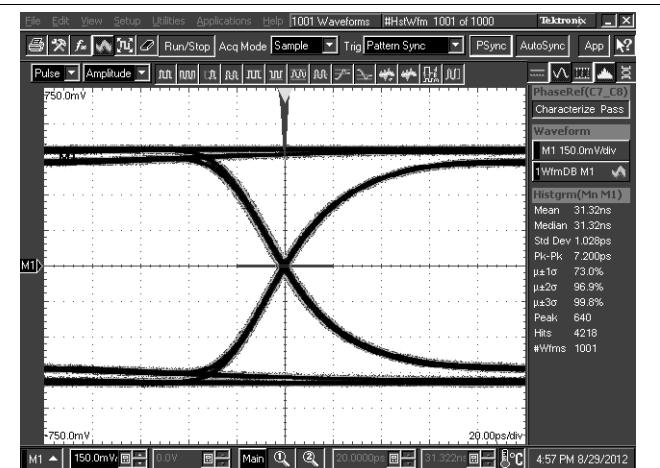 File Edit View Setup Utilities Applications Help 1001 Waveforms #HstWfm 1001 of 1000 Tektronix
Run/Stop Acq Mode Sample Trig Pattern Sync PSync AutoSync App
Pulse Amplitude
750.0mV
PhaseRef(C7_C8)
Characterize Pass
Waveform
M1 150.0mV/div
1WfmDB M1
Histgrm(Mn M1)
Mean 31.32ns
Median 31.32ns
Std Dev 1.028ps
Pk-Pk 7.200ps
µ±1σ 73.0%
µ±2σ 96.9%
µ±3σ 99.8%
Peak 640
Hits 4218
#Wfms 1001
M1
-750.0mV 20.00ps/div
M1 150.0mV/ 0.0V Main 1 2 20.0000ps 31.322ns °C 4:57 PM 8/29/2012